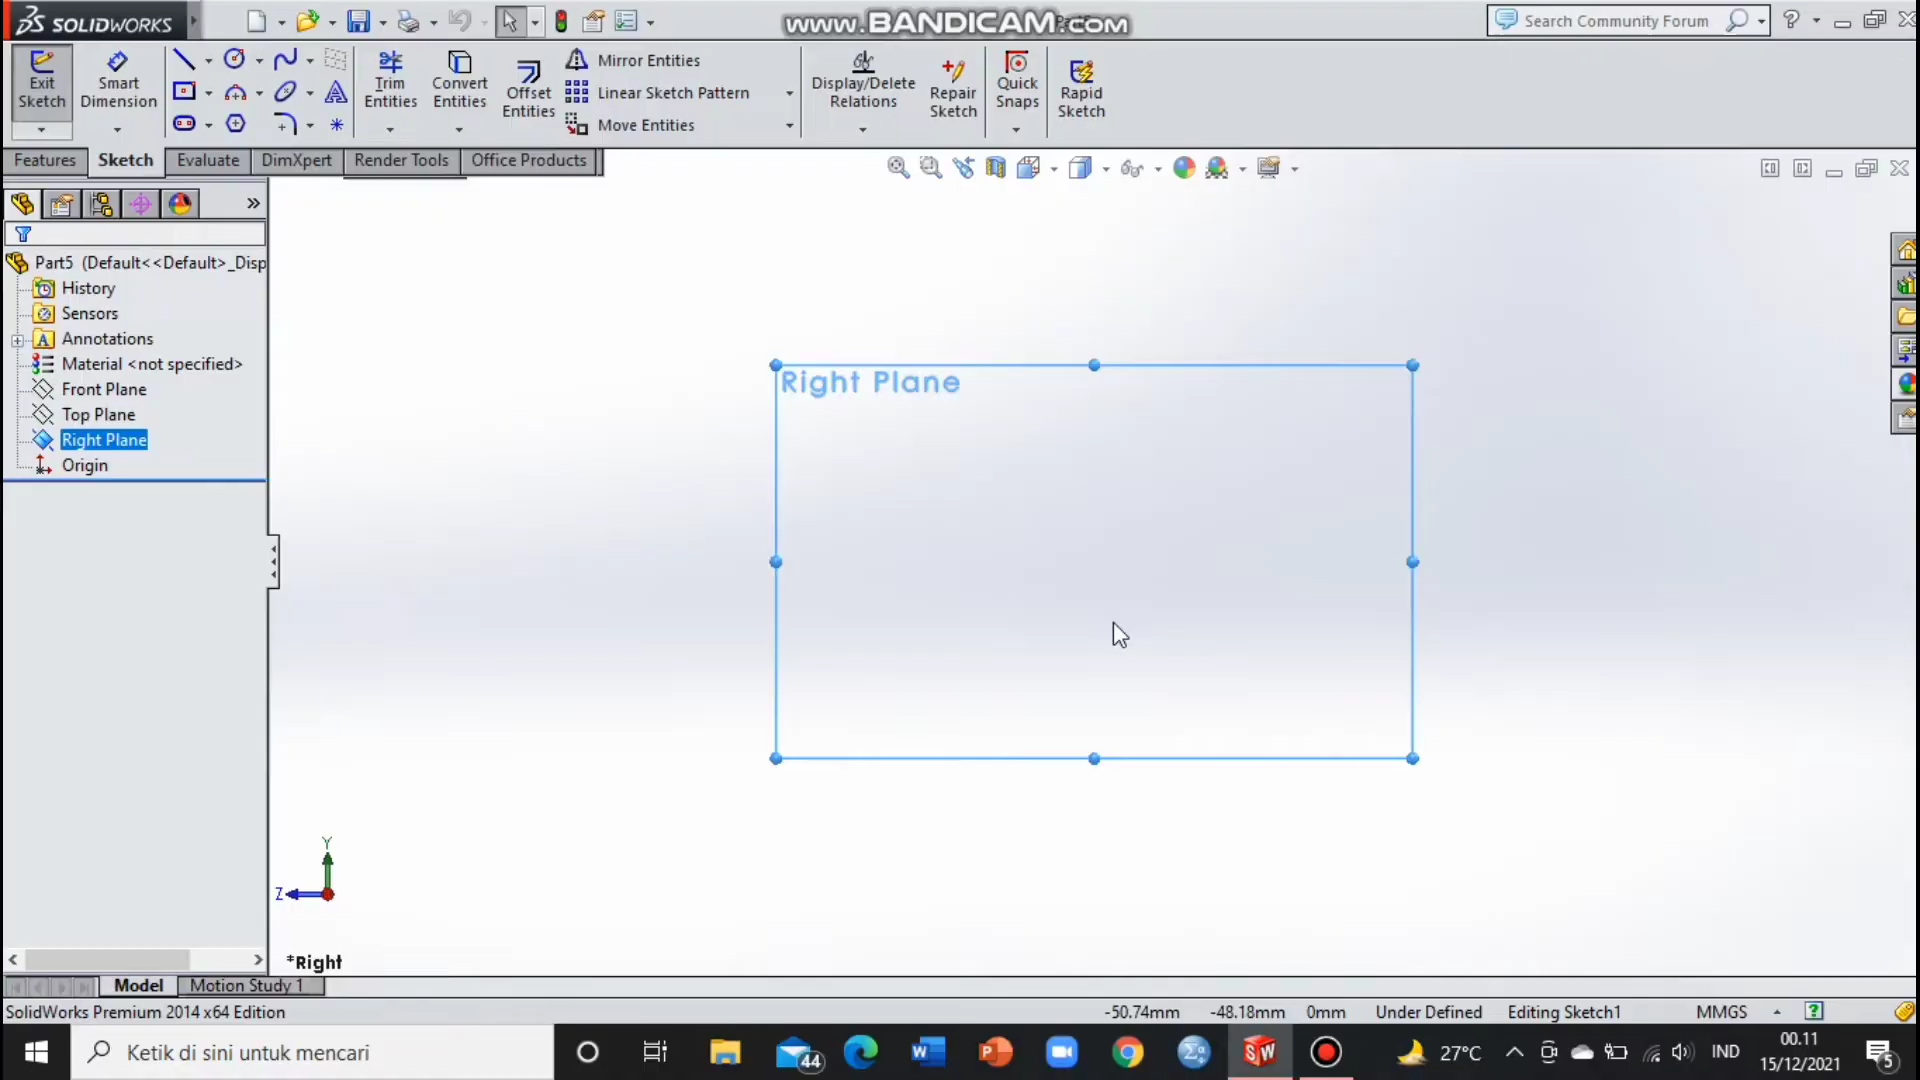 SOLIDWORKS
www.BANDICAM.com
Search Community Forum
Exit Sketch
Smart Dimension
Trim Entities
Convert Entities
Offset Entities
Mirror Entities
Linear Sketch Pattern
Move Entities
Display/Delete Relations
Repair Sketch
Quick Snaps
Rapid Sketch
Features
Sketch
Evaluate
DimXpert
Render Tools
Office Products
Part5 (Default<<Default>_Disp
History
Sensors
Annotations
Material <not specified>
Front Plane
Top Plane
Right Plane
Origin
Right Plane
Y
Z
*Right
Model
Motion Study 1
SolidWorks Premium 2014 x64 Edition
-50.74mm
-48.18mm
0mm
Under Defined
Editing Sketch1
MMGS
Ketik di sini untuk mencari
44
27°C
IND
00.11
15/12/2021
5